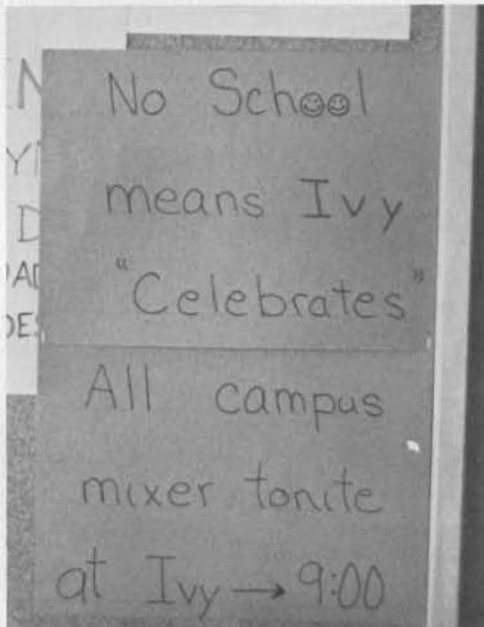 No School
means Ivy
"Celebrates"
All campus
mixer tonite
at Ivy → 9:00